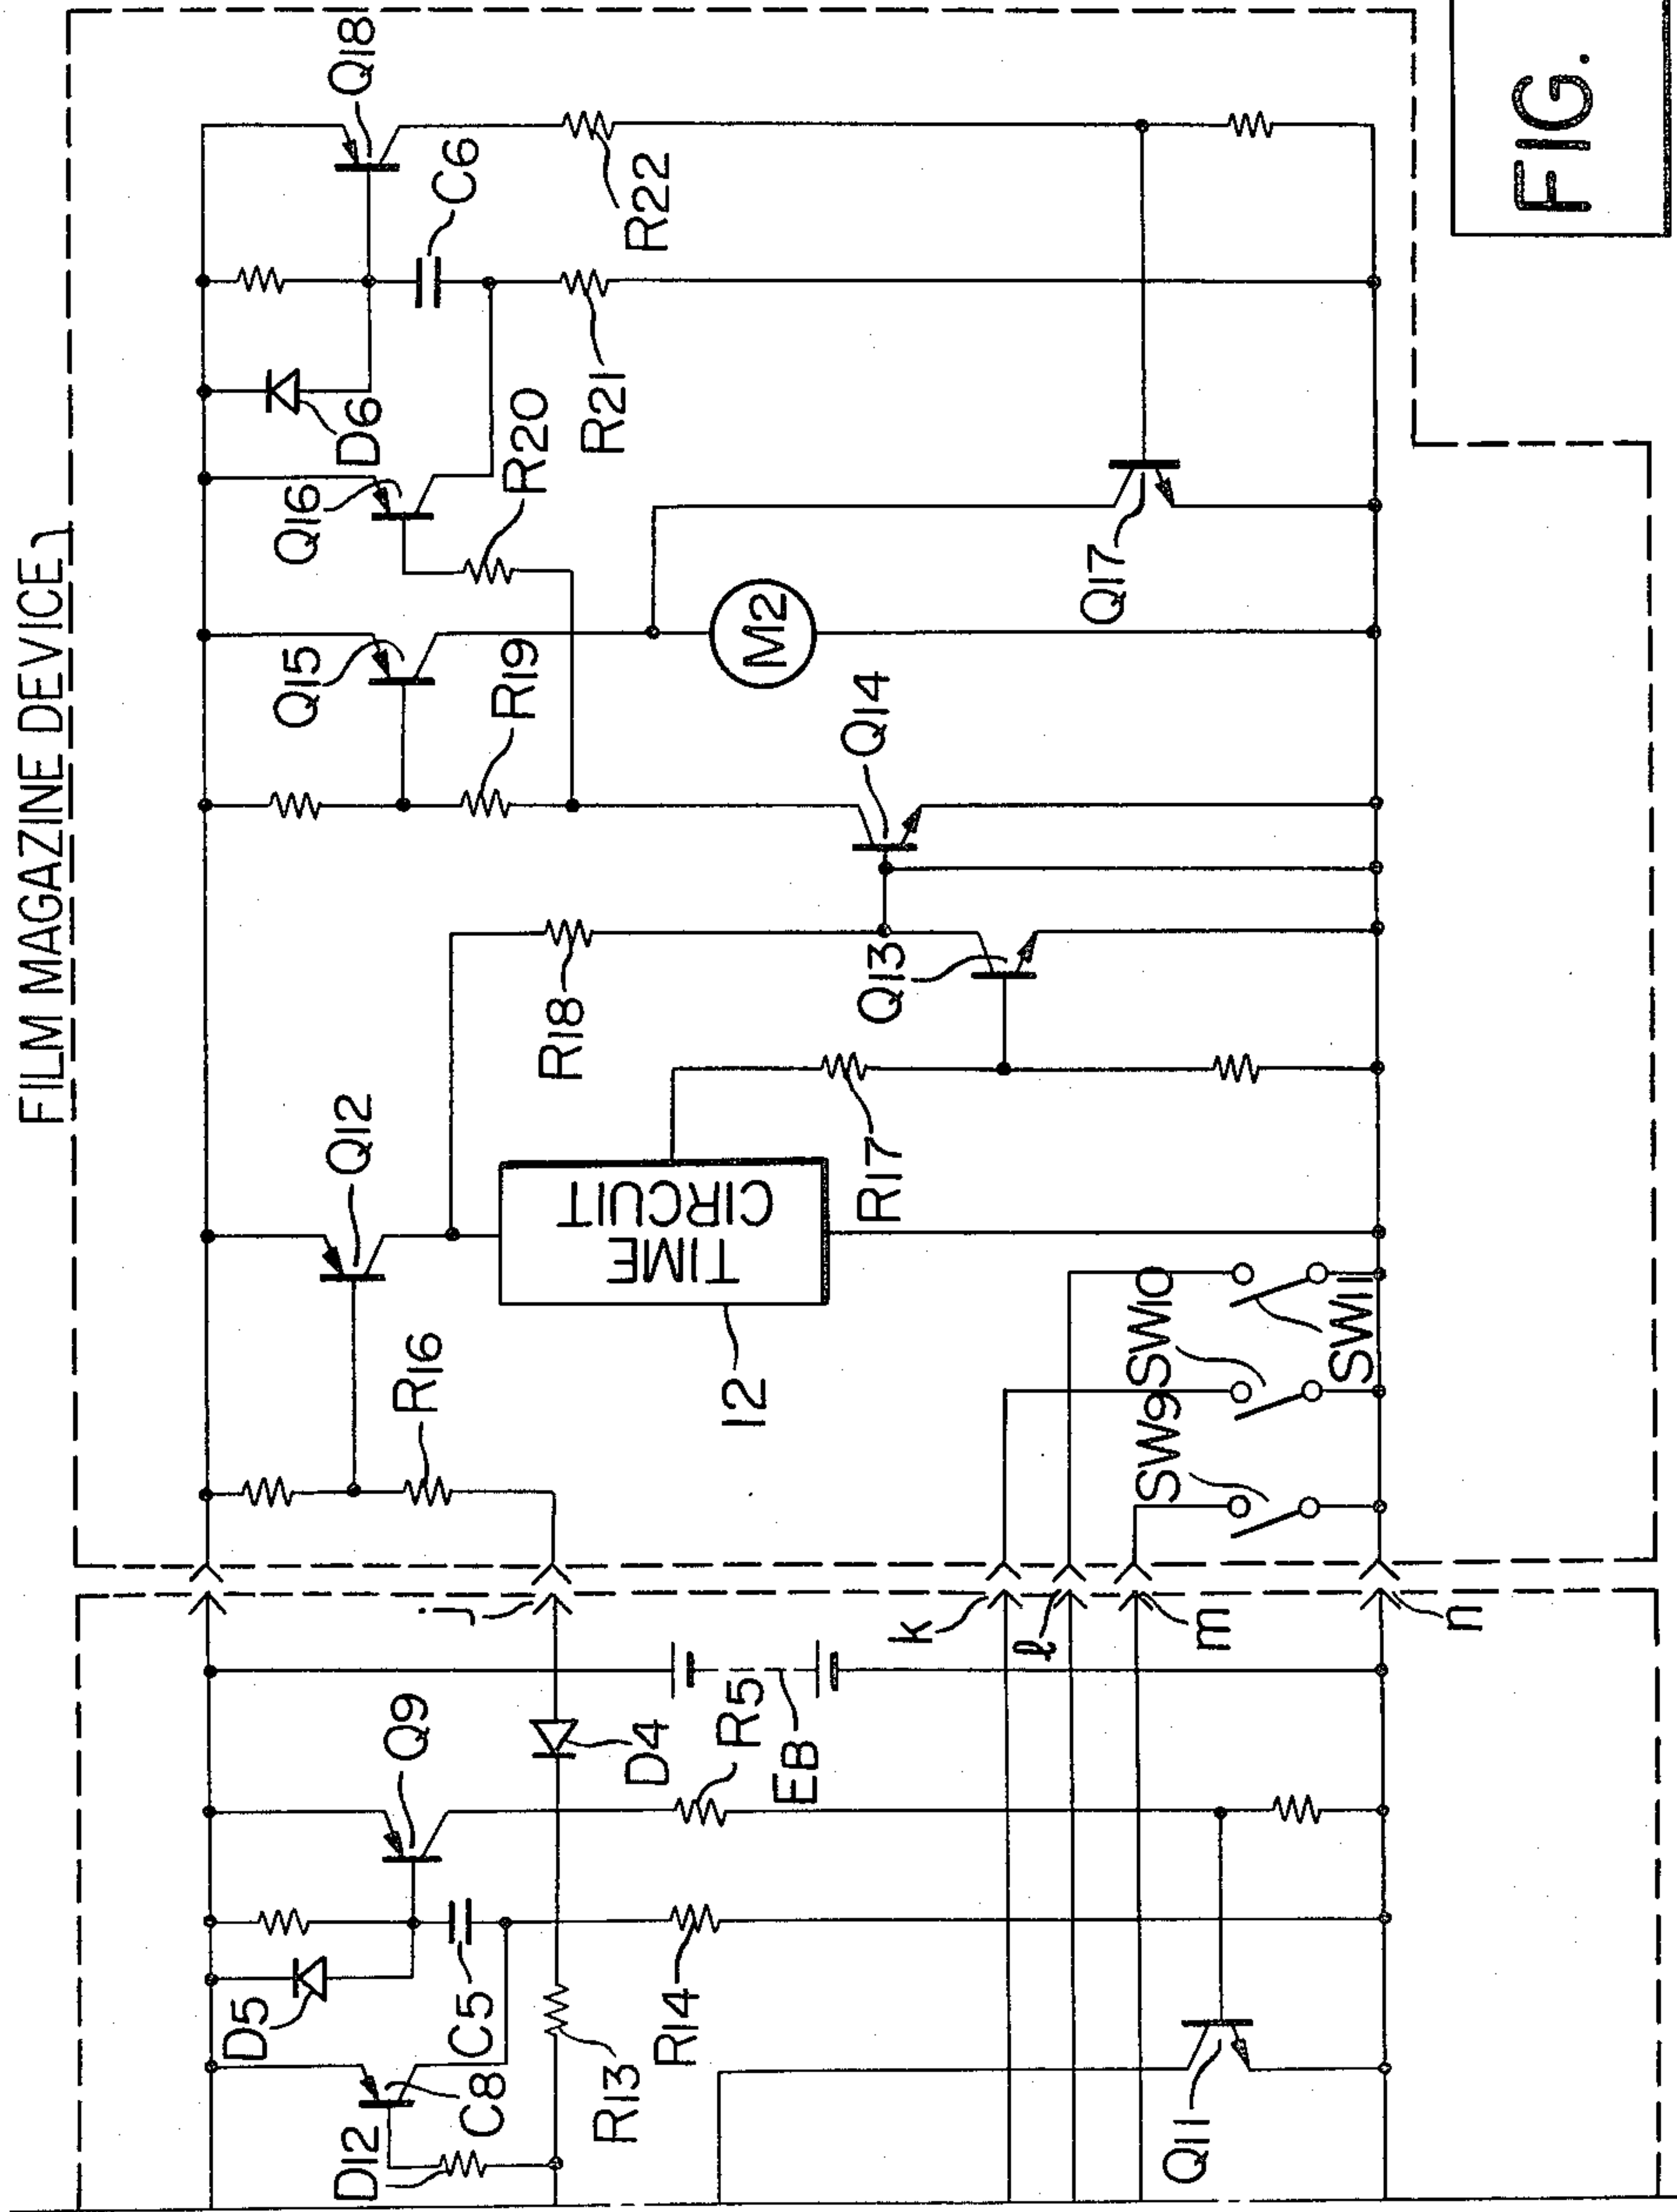 FILM MAGAZINE DEVICE
Q18
C6
R22
D6
R21
Q16
R20
Q17
Q15
R19
M2
Q14
Q13
R18
Q12
R17
TIME
CIRCUIT
12
R16
SW10
SW11
SW9
j
k
ℓ
m
n
Q9
D4
R5
EB
D5
C5
R14
C8
R13
D12
Q11
FIG.